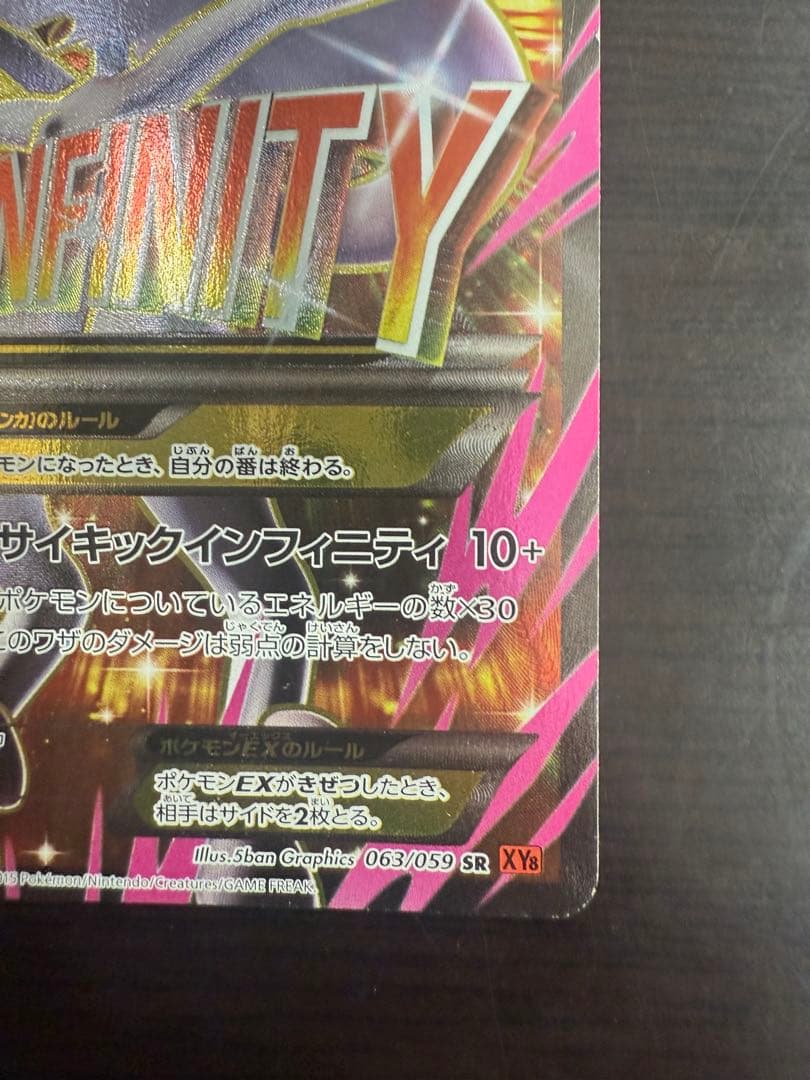 NFINITY
ンカ)のルール
モンになったとき、自分の番は終わる。
サイキックインフィニティ 10+
ポケモンについているエネルギーの数×30
このワザのダメージは弱点の計算をしない。
ポケモンEXのルール
ポケモンEXがきぜつしたとき、
相手はサイドを2枚とる。
Illus.5ban Graphics 063/059 SR XY8
15 Pokémon/Nintendo/Creatures/GAME FREAK.